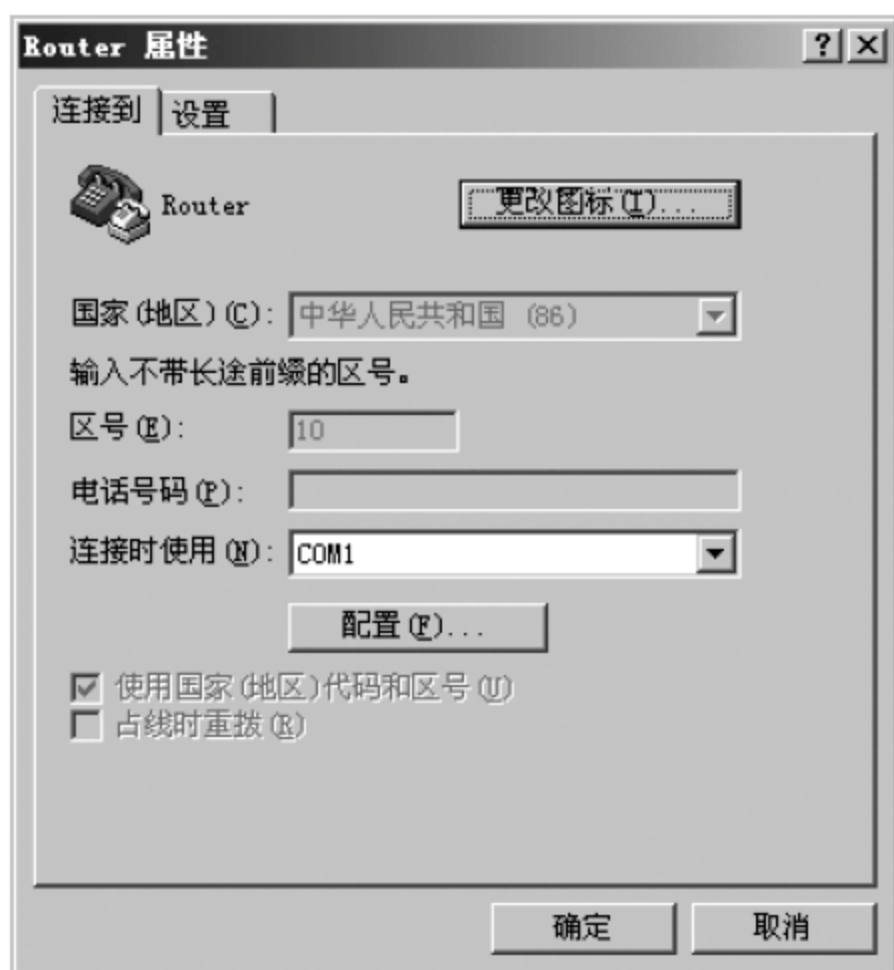 Router 属性
连接到 设置
Router 更改图标(I)...
国家(地区)(C): 中华人民共和国 (86)
输入不带长途前缀的区号。
区号(E): 10
电话号码(P):
连接时使用(N): COM1
配置(F)...
使用国家(地区)代码和区号(U)
占线时重拨(R)
确定 取消